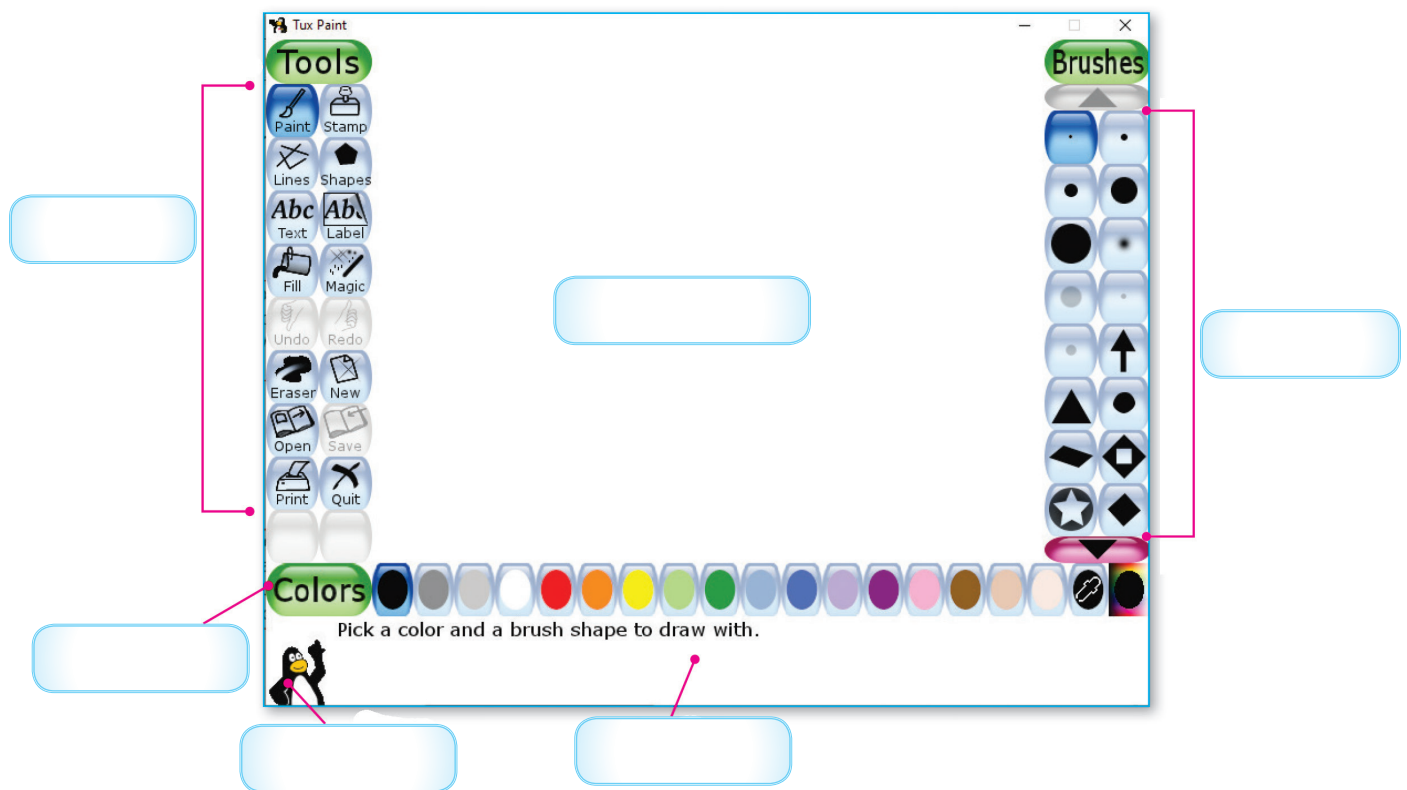 Tux Paint
Tools
Brushes
Paint Stamp
Lines Shapes
Abc Abc
Text Label
Fill Magic
Undo Redo
Eraser New
Open Save
Print Quit
Colors
Pick a color and a brush shape to draw with.